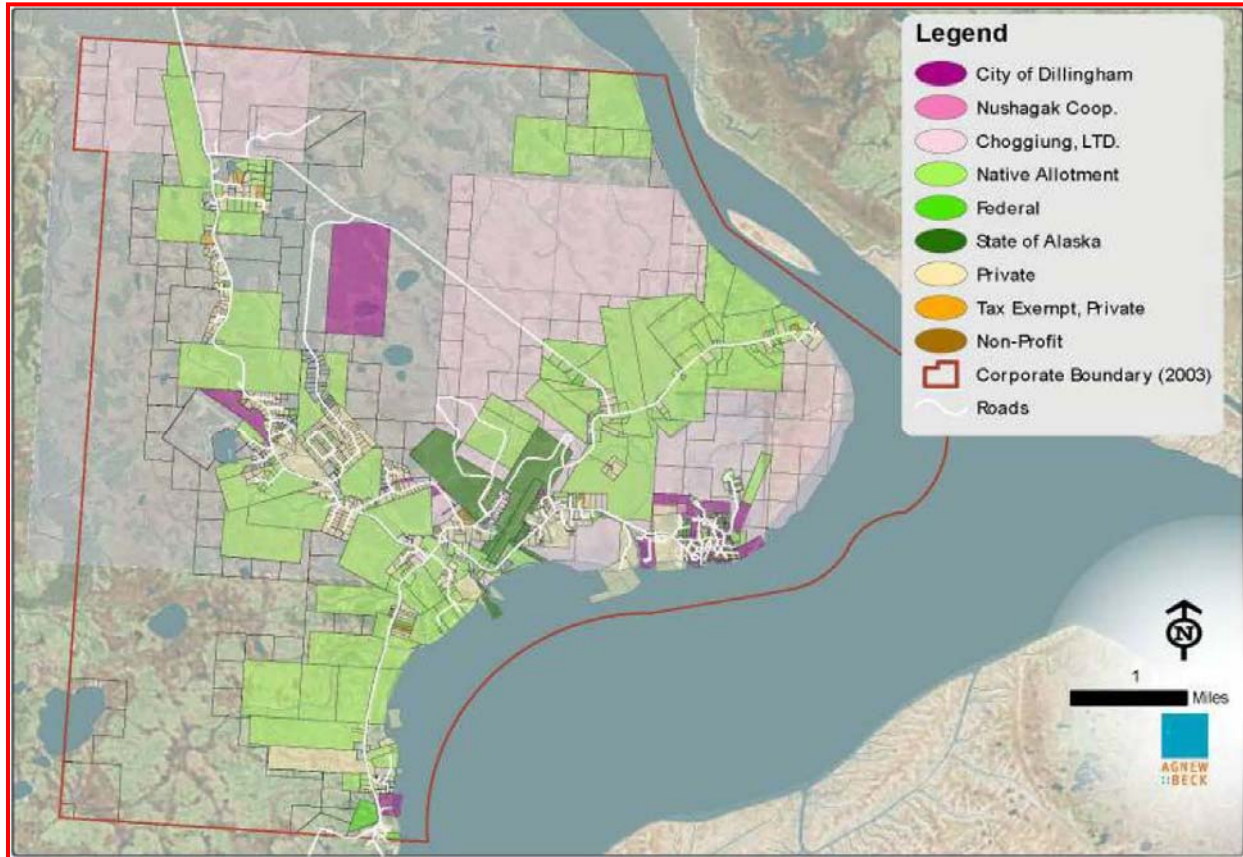 Legend
City of Dillingham
Nushagak Coop.
Choggiung, LTD.
Native Allotment
Federal
State of Alaska
Private
Tax Exempt, Private
Non-Profit
Corporate Boundary (2003)
Roads
N
1
Miles
AGNEW
::BECK